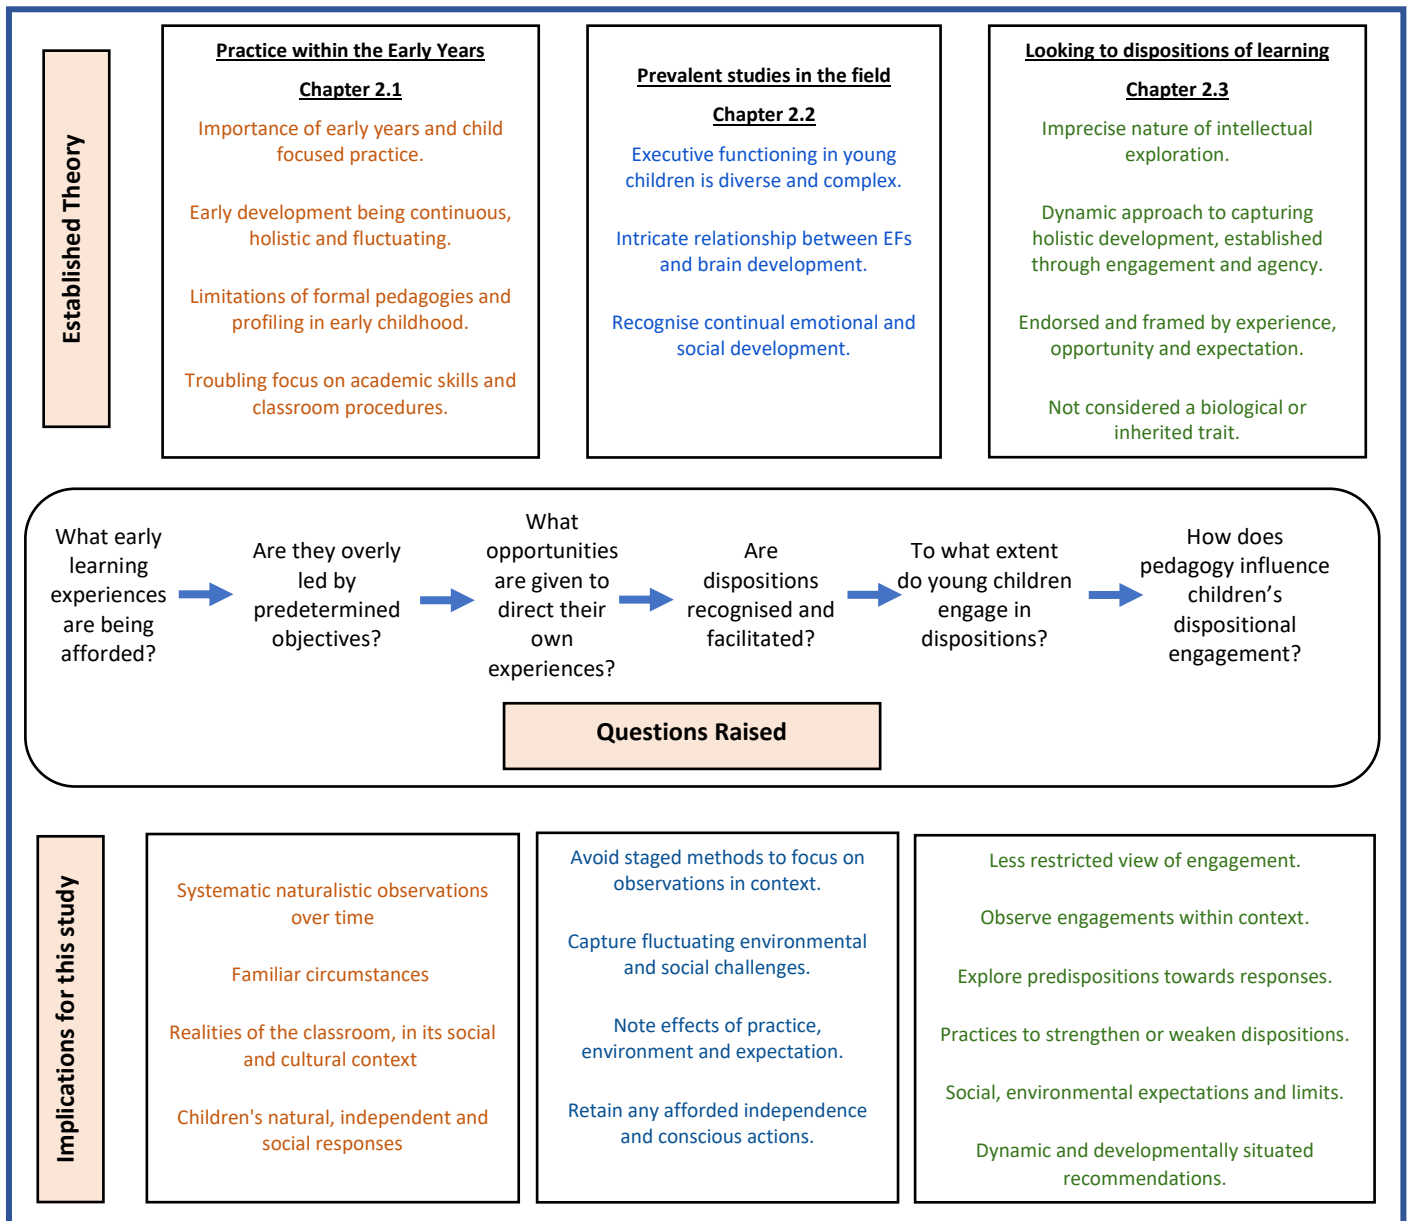 Established Theory
Practice within the Early Years
Chapter 2.1
Importance of early years and child
focused practice.
Early development being continuous,
holistic and fluctuating.
Limitations of formal pedagogies and
profiling in early childhood.
Troubling focus on academic skills and
classroom procedures.
Prevalent studies in the field
Chapter 2.2
Executive functioning in young
children is diverse and complex.
Intricate relationship between EFs
and brain development.
Recognise continual emotional and
social development.
Looking to dispositions of learning
Chapter 2.3
Imprecise nature of intellectual
exploration.
Dynamic approach to capturing
holistic development, established
through engagement and agency.
Endorsed and framed by experience,
opportunity and expectation.
Not considered a biological or
inherited trait.
What early
learning
experiences
are being
afforded?
Are they overly
led by
predetermined
objectives?
What
opportunities
are given to
direct their
own
experiences?
Are
dispositions
recognised and
facilitated?
To what extent
do young children
engage in
dispositions?
How does
pedagogy influence
children’s
dispositional
engagement?
Questions Raised
Implications for this study
Systematic naturalistic observations
over time
Familiar circumstances
Realities of the classroom, in its social
and cultural context
Children's natural, independent and
social responses
Avoid staged methods to focus on
observations in context.
Capture fluctuating environmental
and social challenges.
Note effects of practice,
environment and expectation.
Retain any afforded independence
and conscious actions.
Less restricted view of engagement.
Observe engagements within context.
Explore predispositions towards responses.
Practices to strengthen or weaken dispositions.
Social, environmental expectations and limits.
Dynamic and developmentally situated
recommendations.